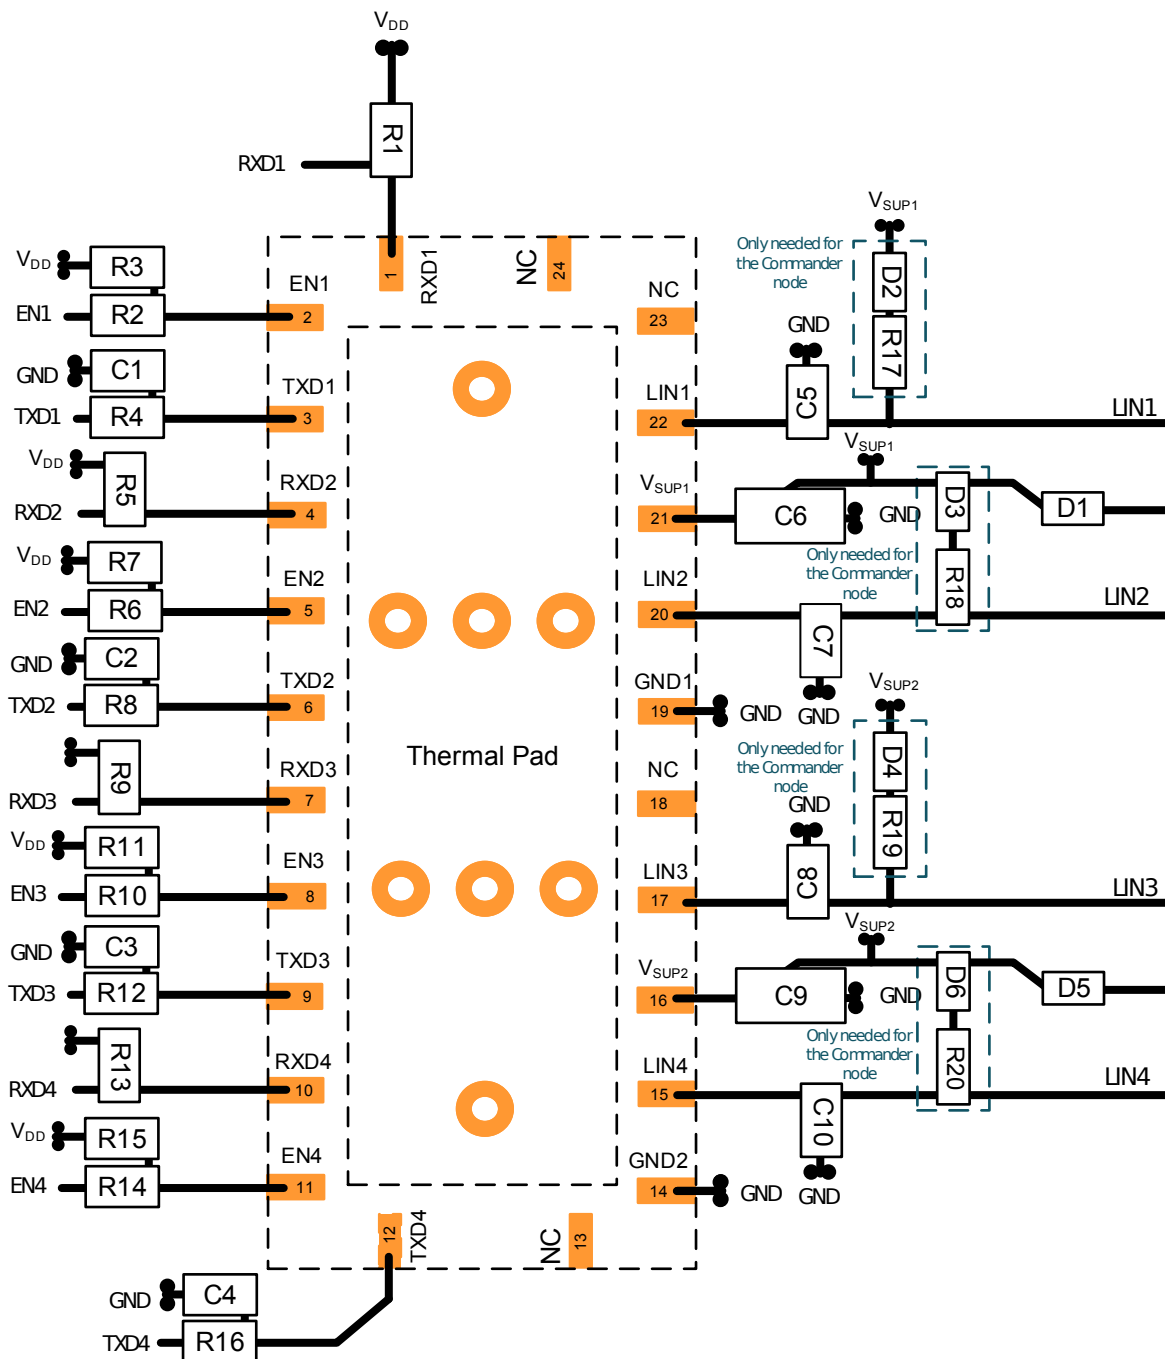 VDD
R1
RXD1
1
RXD1
NC
24
VDD
R3
EN1
R2
EN1
2
GND
C1
TXD1
R4
TXD1
3
VDD
R5
RXD2
RXD2
4
VDD
R7
EN2
R6
EN2
5
GND
C2
TXD2
R8
TXD2
6
R9
RXD3
RXD3
7
VDD
R11
EN3
R10
EN3
8
GND
C3
TXD3
R12
TXD3
9
R13
RXD4
RXD4
10
VDD
R15
EN4
R14
EN4
11
12
TXD4
NC
13
GND
C4
TXD4
R16
Thermal Pad
VSUP1
Only needed for
the Commander
node
D2
R17
NC
23
GND
C5
LIN1
22
LIN1
VSUP1
VSUP1
21
C6
GND
D3
D1
Only needed for
the Commander
node
R18
LIN2
20
LIN2
C7
GND
GND1
19
GND
VSUP2
Only needed for
the Commander
node
D4
R19
NC
18
GND
C8
LIN3
17
LIN3
VSUP2
VSUP2
16
C9
GND
D6
D5
Only needed for
the Commander
node
R20
LIN4
15
LIN4
C10
GND
GND2
14
GND